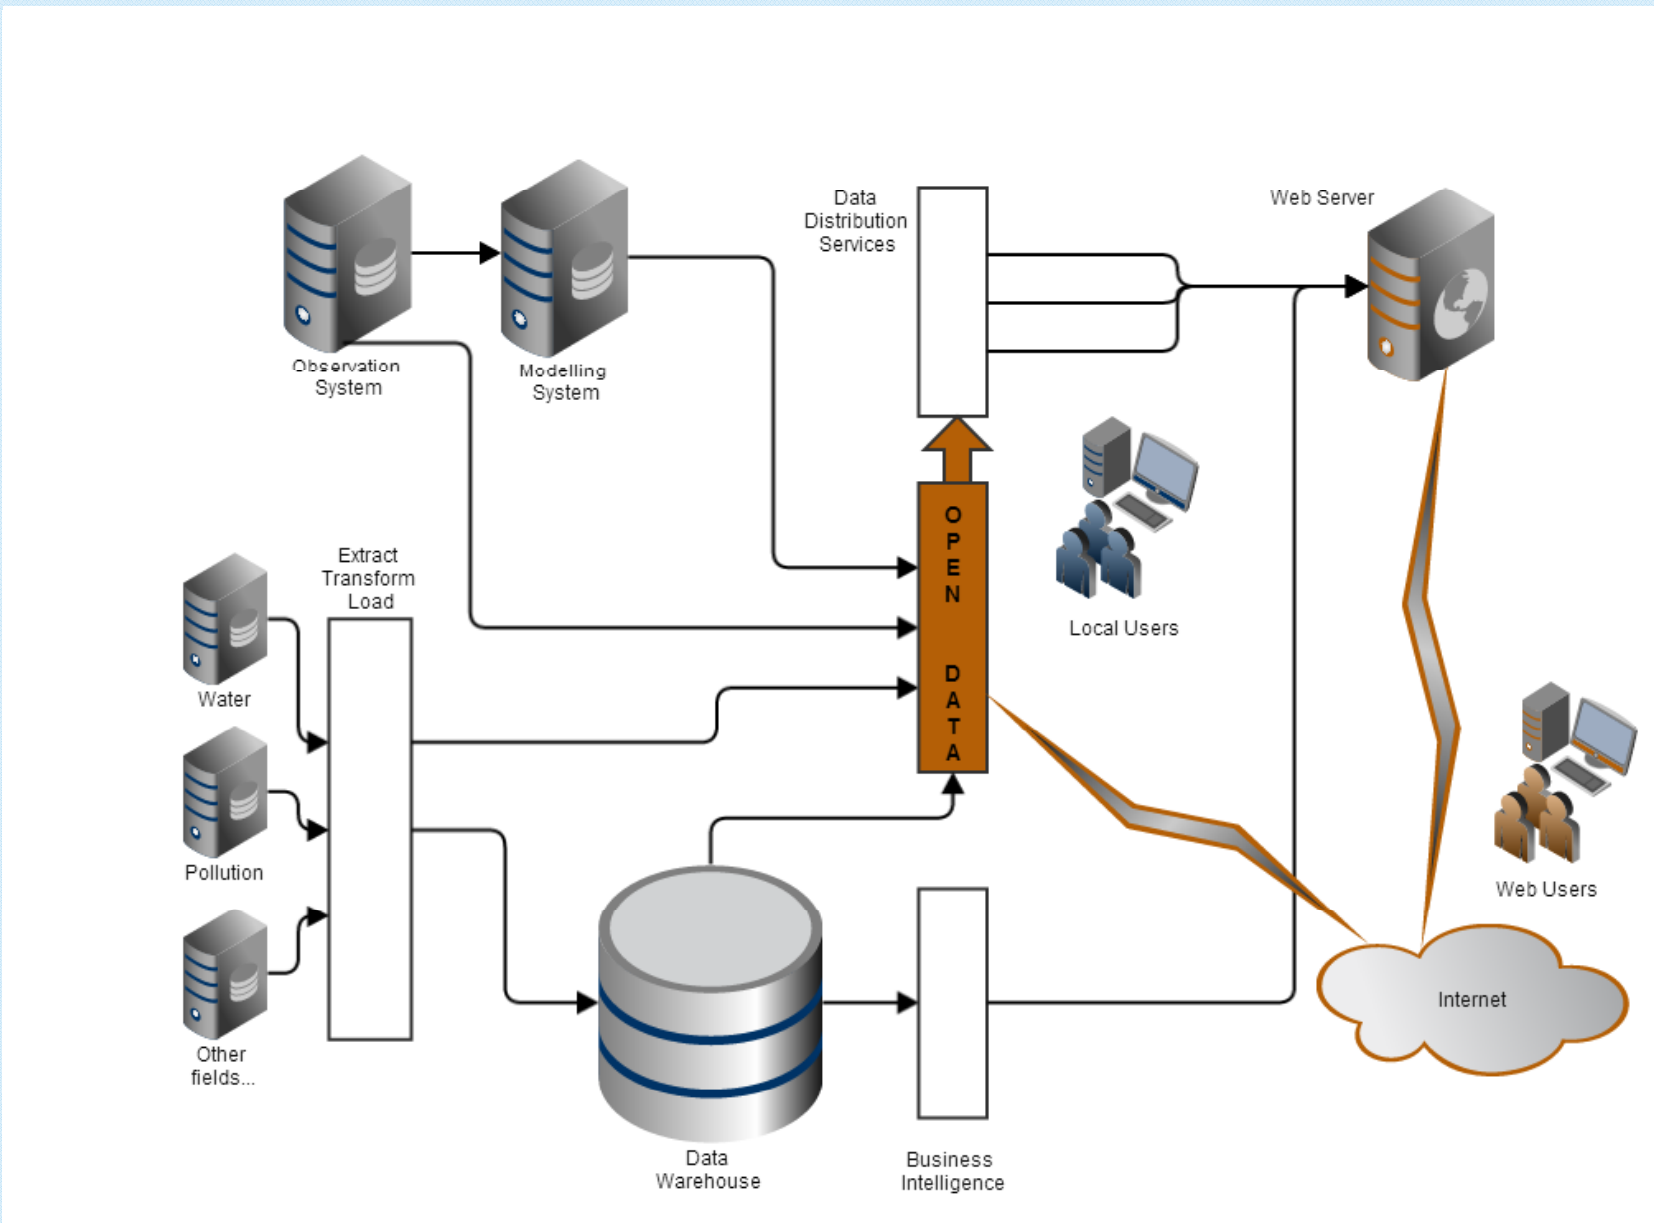 Data
Distribution
Services
Web Server
Observation
System
Modelling
System
O
P
E
N
D
A
T
A
Local Users
Extract
Transform
Load
Water
Pollution
Other
fields...
Web Users
Internet
Data
Warehouse
Business
Intelligence